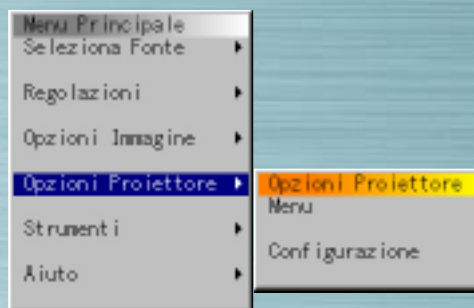 Menu Principale
Seleziona Fonte
Regolazioni
Opzioni Immagine
Opzioni Proiettore
Strumenti
Aiuto
Opzioni Proiettore
Menu
Configurazione